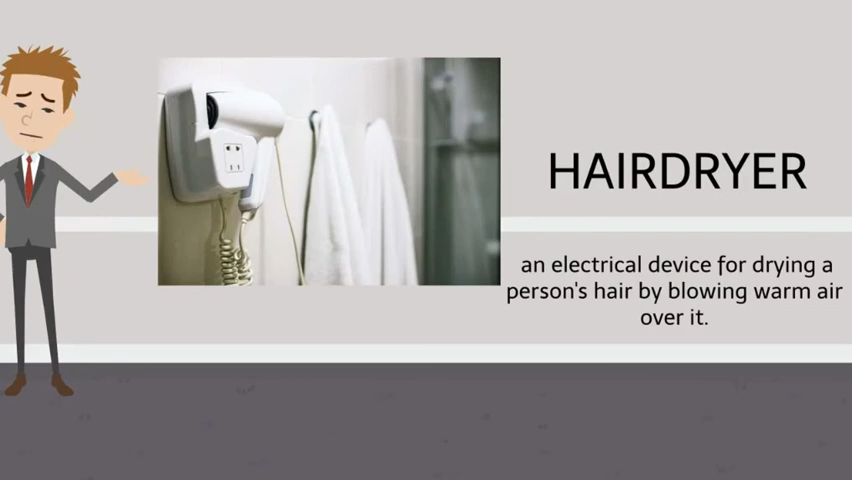 HAIRDRYER
an electrical device for drying a
person's hair by blowing warm air
over it.